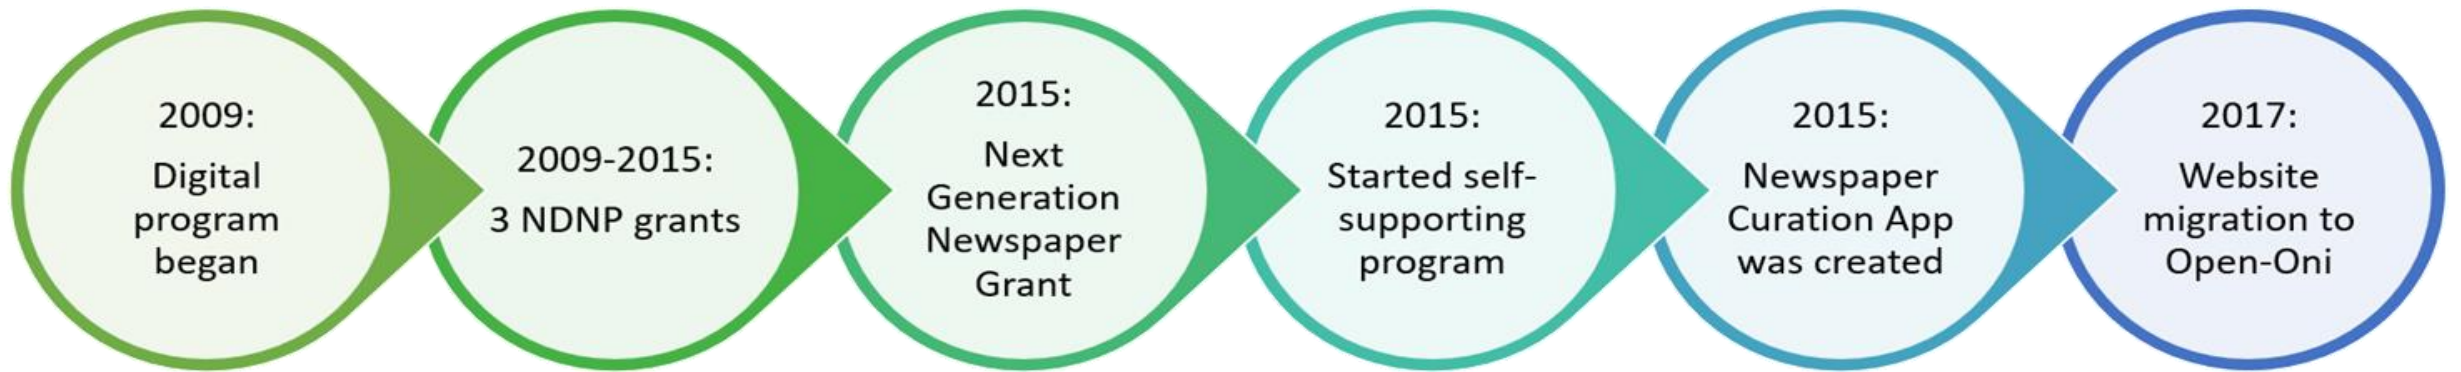 2009:
Digital
program
began
2009-2015:
3 NDNP grants
2015:
Next
Generation
Newspaper
Grant
2015:
Started self-
supporting
program
2015:
Newspaper
Curation App
was created
2017:
Website
migration to
Open-Oni